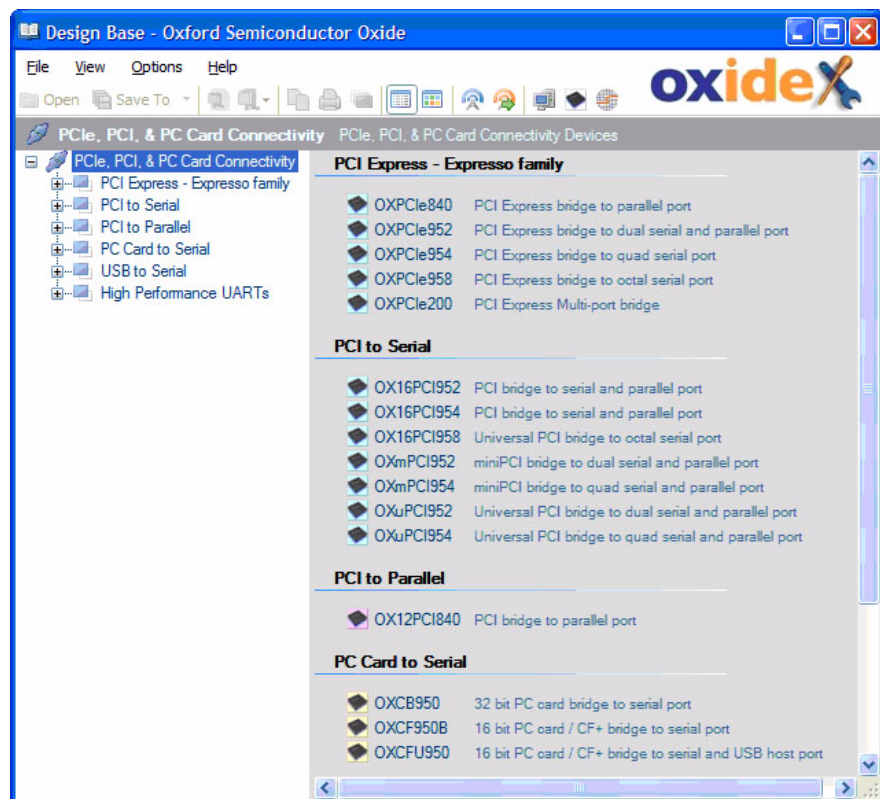 Design Base - Oxford Semiconductor Oxide
File View Options Help
oxide
Open Save To
PCIe, PCI, & PC Card Connectivity PCIe, PCI, & PC Card Connectivity Devices
PCIe, PCI, & PC Card Connectivity
PCI Express - Expresso family
PCI to Serial
PCI to Parallel
PC Card to Serial
USB to Serial
High Performance UARTs
PCI Express - Expresso family
OXPCIe840 PCI Express bridge to parallel port
OXPCIe952 PCI Express bridge to dual serial and parallel port
OXPCIe954 PCI Express bridge to quad serial port
OXPCIe958 PCI Express bridge to octal serial port
OXPCIe200 PCI Express Multi-port bridge
PCI to Serial
OX16PCI952 PCI bridge to serial and parallel port
OX16PCI954 PCI bridge to serial and parallel port
OX16PCI958 Universal PCI bridge to octal serial port
OXmPCI952 miniPCI bridge to dual serial and parallel port
OXmPCI954 miniPCI bridge to quad serial and parallel port
OXuPCI952 Universal PCI bridge to dual serial and parallel port
OXuPCI954 Universal PCI bridge to quad serial and parallel port
PCI to Parallel
OX12PCI840 PCI bridge to parallel port
PC Card to Serial
OXCB950 32 bit PC card bridge to serial port
OXCF950B 16 bit PC card / CF+ bridge to serial port
OXCFU950 16 bit PC card / CF+ bridge to serial and USB host port